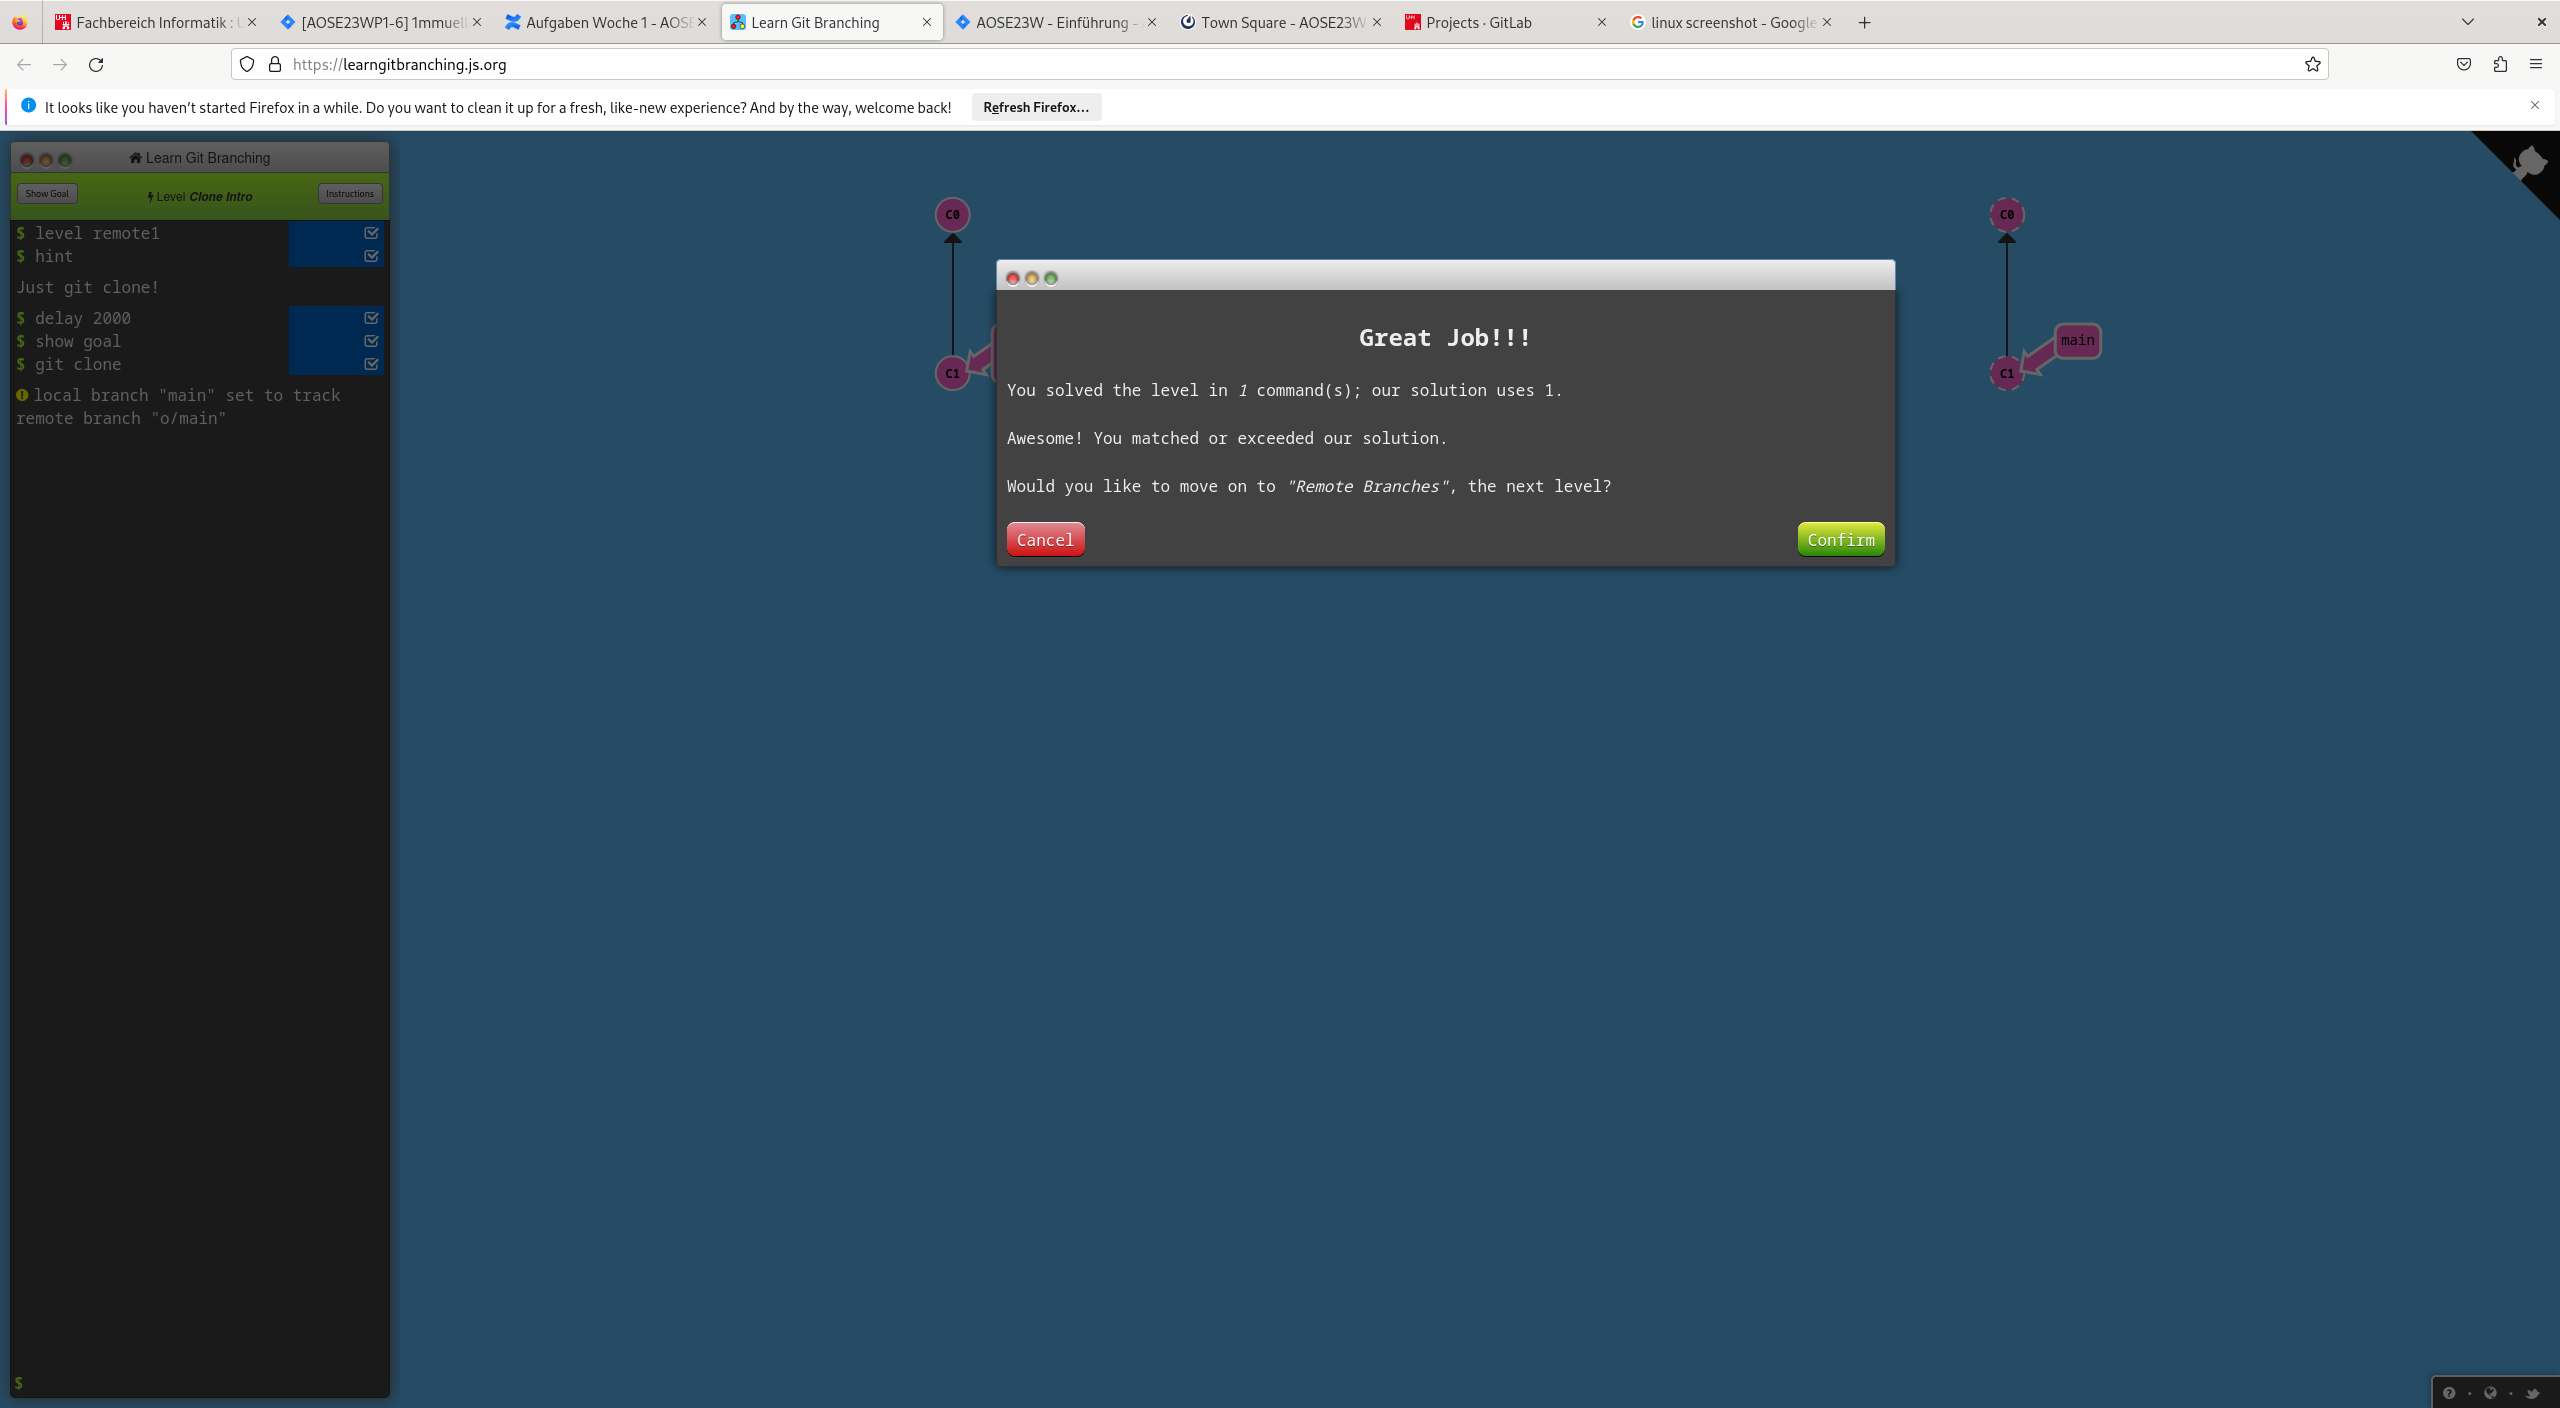 Fachbereich Informatik : U
[AOSE23WP1-6] 1mmuel
Aufgaben Woche 1 - AOSE
Learn Git Branching
AOSE23W - Einführung -
Town Square - AOSE23W
Projects · GitLab
linux screenshot - Google
https://learngitbranching.js.org
It looks like you haven't started Firefox in a while. Do you want to clean it up for a fresh, like-new experience? And by the way, welcome back!
Refresh Firefox…
Learn Git Branching
Show Goal
Level Clone Intro
Instructions
$ level remote1
$ hint
Just git clone!
$ delay 2000
$ show goal
$ git clone
local branch "main" set to track
remote branch "o/main"
$
C0
C1
Great Job!!!
You solved the level in 1 command(s); our solution uses 1.
Awesome! You matched or exceeded our solution.
Would you like to move on to "Remote Branches", the next level?
Cancel
Confirm
C0
main
C1